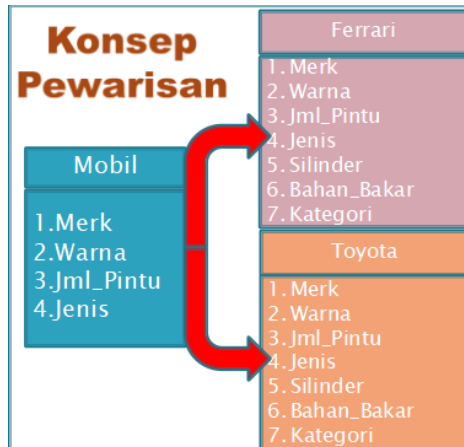 Konsep
Pewarisan
Mobil
1.Merk
2.Warna
3.Jml_Pintu
4.Jenis
Ferrari
1.Merk
2.Warna
3.Jml_Pintu
4.Jenis
5.Silinder
6.Bahan_Bakar
7.Kategori
Toyota
1.Merk
2.Warna
3.Jml_Pintu
4.Jenis
5.Silinder
6.Bahan_Bakar
7.Kategori